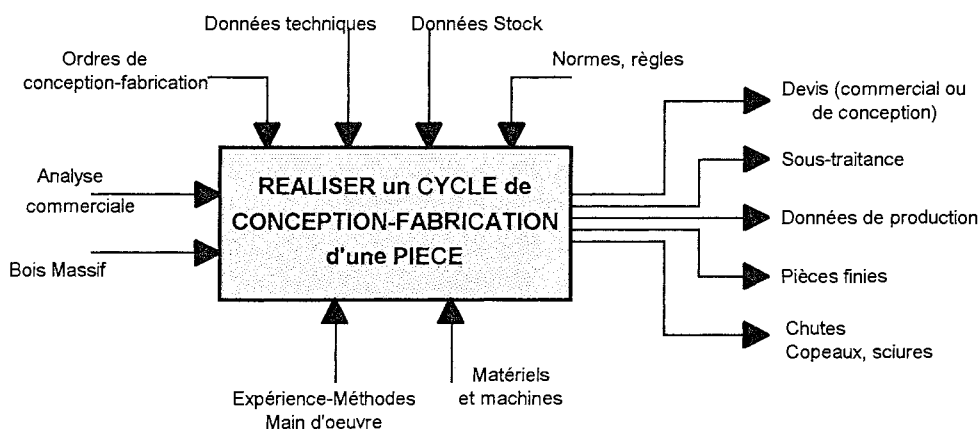 Données techniques
Données Stock
Ordres de
conception-fabrication
Normes, règles
Devis (commercial ou
de conception)
Analyse
commerciale
REALISER un CYCLE de
CONCEPTION-FABRICATION
d'une PIECE
Sous-traitance
Données de production
Bois Massif
Pièces finies
Chutes
Copeaux, sciures
Expérience-Méthodes
Main d'oeuvre
Matériels
et machines